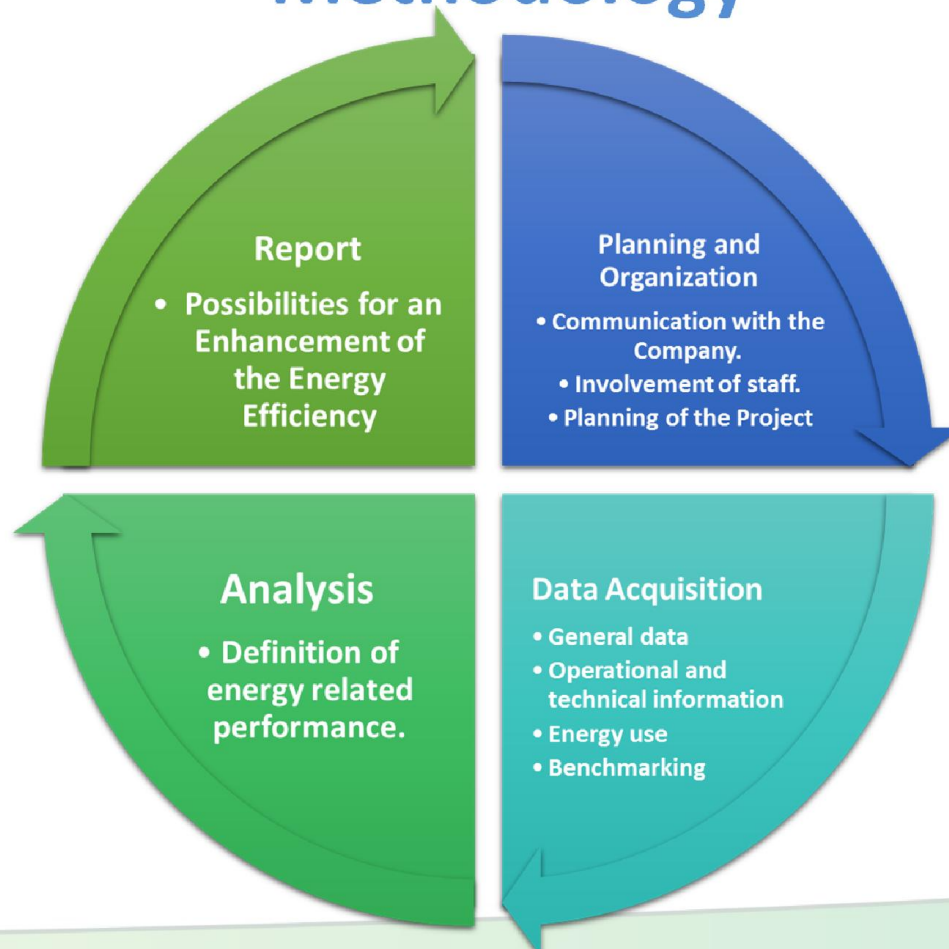 Methodology
Report
• Possibilities for an
Enhancement of
the Energy
Efficiency
Planning and
Organization
• Communication with the
Company.
• Involvement of staff.
• Planning of the Project
Analysis
• Definition of
energy related
performance.
Data Acquisition
• General data
• Operational and
technical information
• Energy use
• Benchmarking